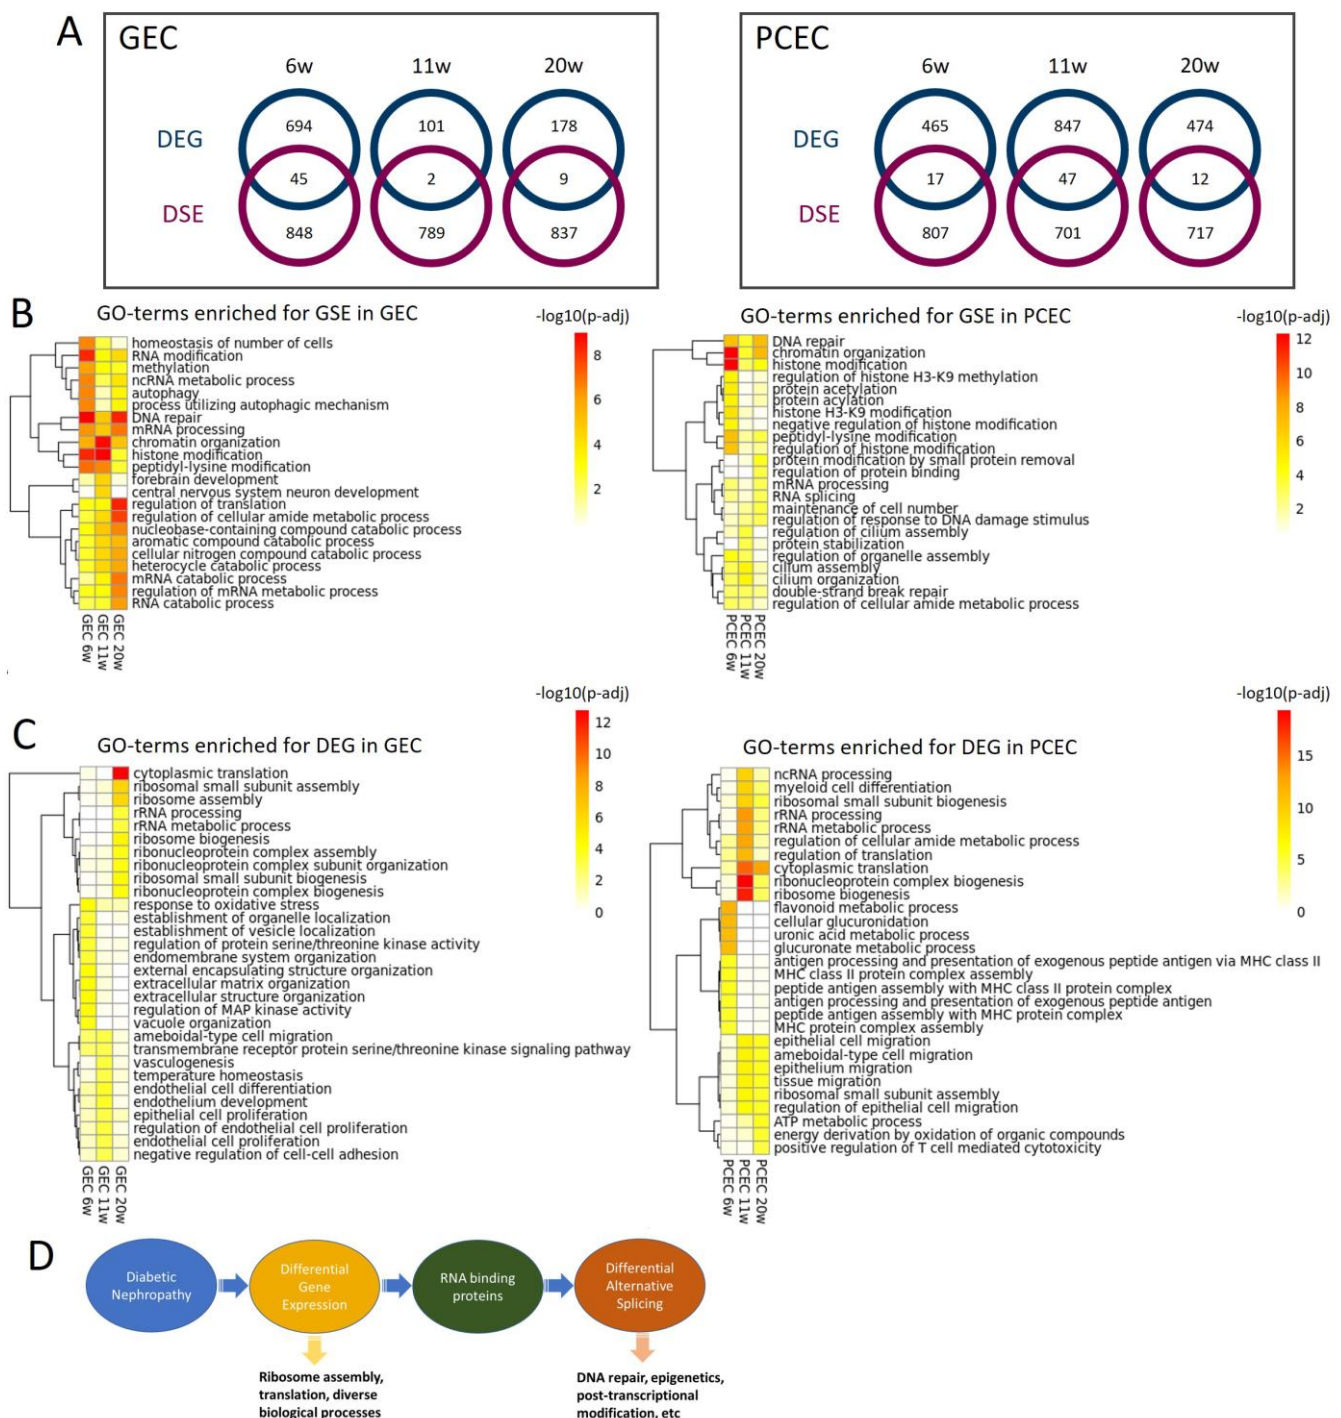 A
GEC
6w
11w
20w
DEG
694
101
178
45
2
9
DSE
848
789
837
PCEC
6w
11w
20w
DEG
465
847
474
17
47
12
DSE
807
701
717
B
GO-terms enriched for GSE in GEC
-log10(p-adj)
8
6
4
2
homeostasis of number of cells
RNA modification
methylation
ncRNA metabolic process
autophagy
process utilizing autophagic mechanism
DNA repair
mRNA processing
chromatin organization
histone modification
peptidyl-lysine modification
forebrain development
central nervous system neuron development
regulation of translation
regulation of cellular amide metabolic process
nucleobase-containing compound catabolic process
aromatic compound catabolic process
cellular nitrogen compound catabolic process
heterocycle catabolic process
mRNA catabolic process
regulation of mRNA metabolic process
RNA catabolic process
GEC 6w
GEC 11w
GEC 20w
GO-terms enriched for GSE in PCEC
-log10(p-adj)
12
10
8
6
4
2
DNA repair
chromatin organization
histone modification
regulation of histone H3-K9 methylation
protein acetylation
protein acylation
histone H3-K9 modification
negative regulation of histone modification
peptidyl-lysine modification
regulation of histone modification
protein modification by small protein removal
regulation of protein binding
mRNA processing
RNA splicing
maintenance of cell number
regulation of response to DNA damage stimulus
regulation of cilium assembly
protein stabilization
regulation of organelle assembly
cilium assembly
cilium organization
double-strand break repair
regulation of cellular amide metabolic process
PCEC 6w
PCEC 11w
PCEC 20w
C
GO-terms enriched for DEG in GEC
-log10(p-adj)
12
10
8
6
4
2
0
cytoplasmic translation
ribosomal small subunit assembly
ribosome assembly
rRNA processing
rRNA metabolic process
ribosome biogenesis
ribonucleoprotein complex assembly
ribonucleoprotein complex subunit organization
ribosomal small subunit biogenesis
ribonucleoprotein complex biogenesis
response to oxidative stress
establishment of organelle localization
establishment of vesicle localization
regulation of protein serine/threonine kinase activity
endomembrane system organization
external encapsulating structure organization
extracellular matrix organization
extracellular structure organization
regulation of MAP kinase activity
vacuole organization
ameboidal-type cell migration
transmembrane receptor protein serine/threonine kinase signaling pathway
vasculogenesis
temperature homeostasis
endothelial cell differentiation
endothelium development
epithelial cell proliferation
regulation of endothelial cell proliferation
endothelial cell proliferation
negative regulation of cell-cell adhesion
GEC 6w
GEC 11w
GEC 20w
GO-terms enriched for DEG in PCEC
-log10(p-adj)
15
10
5
0
ncRNA processing
myeloid cell differentiation
ribosomal small subunit biogenesis
rRNA processing
rRNA metabolic process
regulation of cellular amide metabolic process
regulation of translation
cytoplasmic translation
ribonucleoprotein complex biogenesis
ribosome biogenesis
flavonoid metabolic process
cellular glucuronidation
uronic acid metabolic process
glucuronate metabolic process
antigen processing and presentation of exogenous peptide antigen via MHC class II
MHC class II protein complex assembly
peptide antigen assembly with MHC class II protein complex
antigen processing and presentation of exogenous peptide antigen
peptide antigen assembly with MHC protein complex
MHC protein complex assembly
epithelial cell migration
ameboidal-type cell migration
epithelium migration
tissue migration
ribosomal small subunit assembly
regulation of epithelial cell migration
ATP metabolic process
energy derivation by oxidation of organic compounds
positive regulation of T cell mediated cytotoxicity
PCEC 6w
PCEC 11w
PCEC 20w
D
Diabetic
Nephropathy
Differential
Gene
Expression
RNA binding
proteins
Differential
Alternative
Splicing
Ribosome assembly,
translation, diverse
biological processes
DNA repair, epigenetics,
post-transcriptional
modification, etc